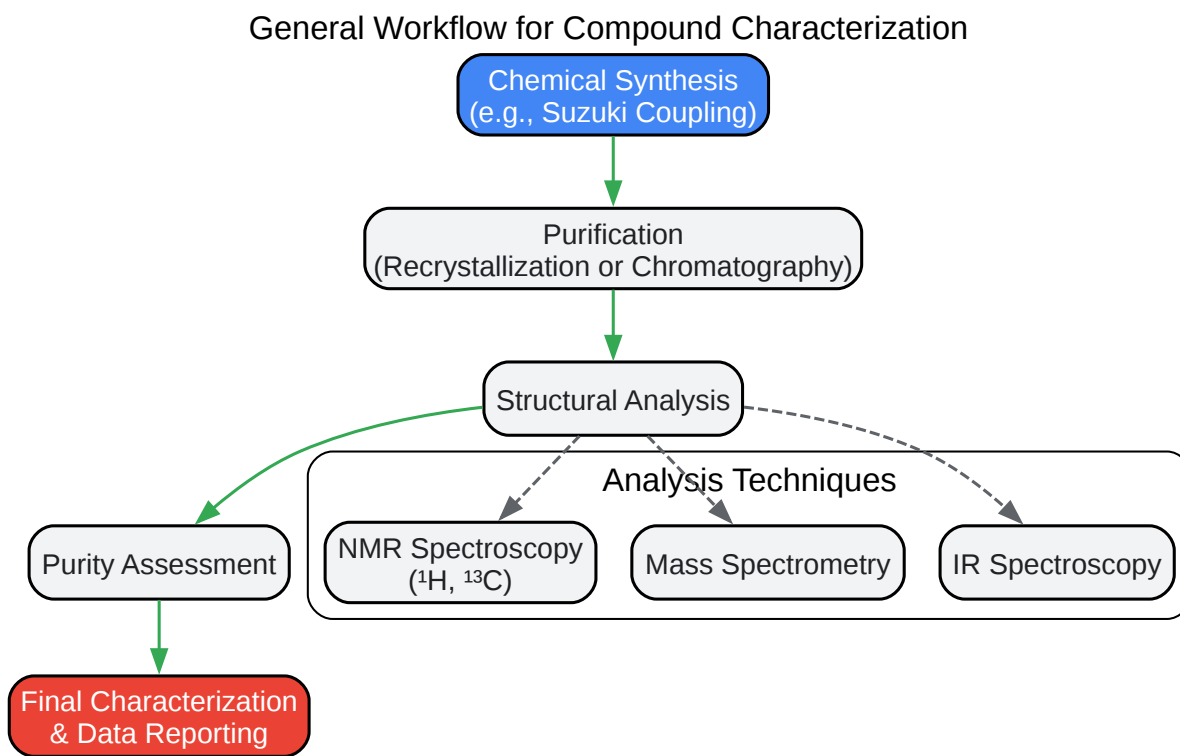 General Workflow for Compound Characterization
Chemical Synthesis
(e.g., Suzuki Coupling)
Purification
(Recrystallization or Chromatography)
Structural Analysis
Analysis Techniques
Purity Assessment
NMR Spectroscopy
(¹H, ¹³C)
Mass Spectrometry
IR Spectroscopy
Final Characterization
& Data Reporting